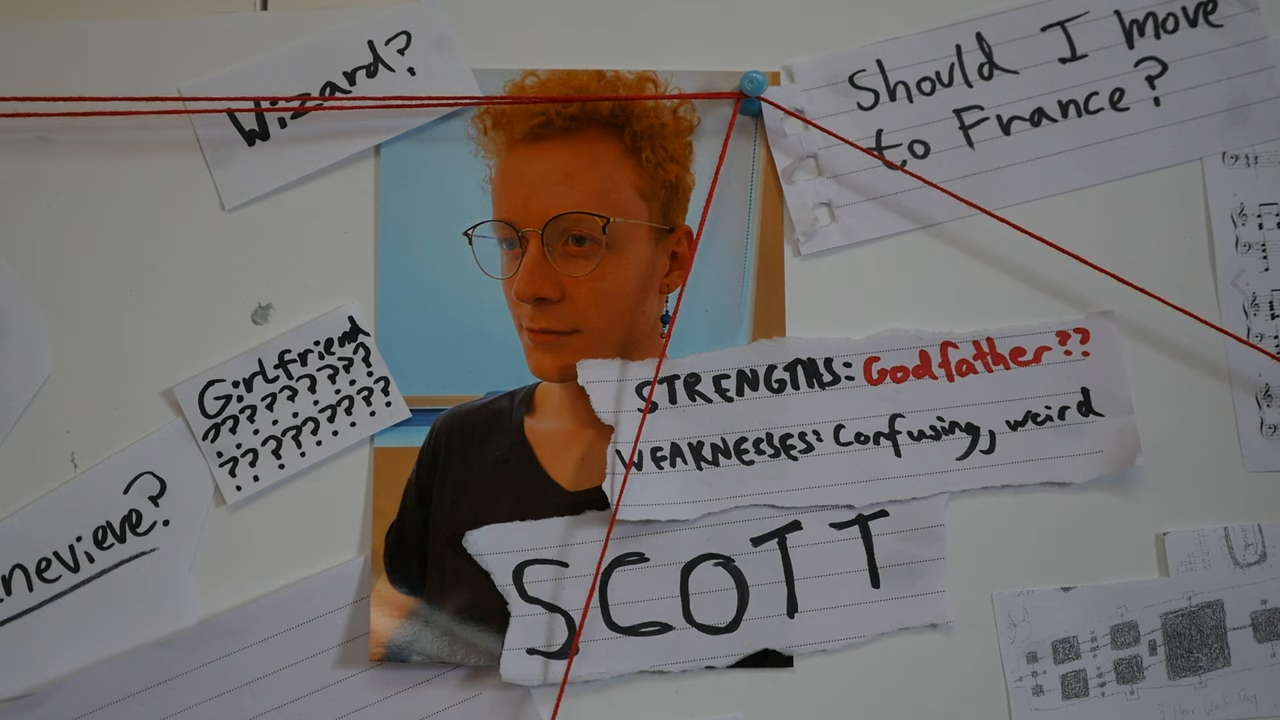 Wizard?
Should I move
to France?
Girlfriend
???????
???????
????????
STRENGTHS: Godfather??
WEAKNESSES: Confusing, weird
nevieve?
SCOTT